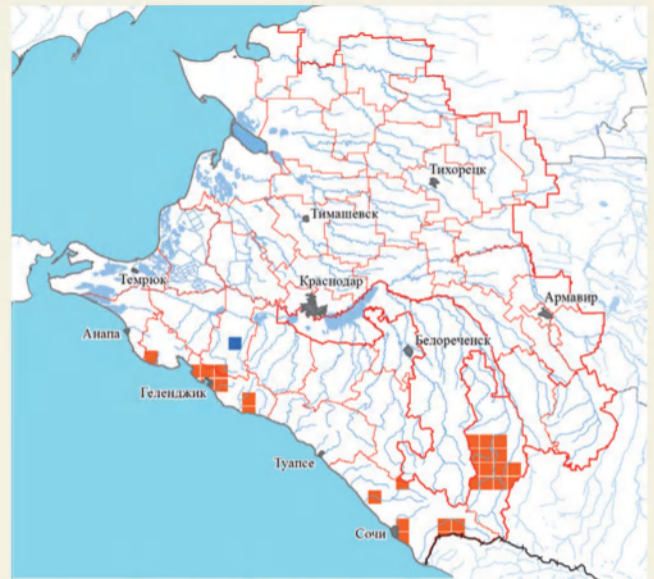 Тихорецк
Тимашевск
Темрюк
Краснодар
Армавир
Анапа
Белореченск
Геленджик
Туапсе
Сочи